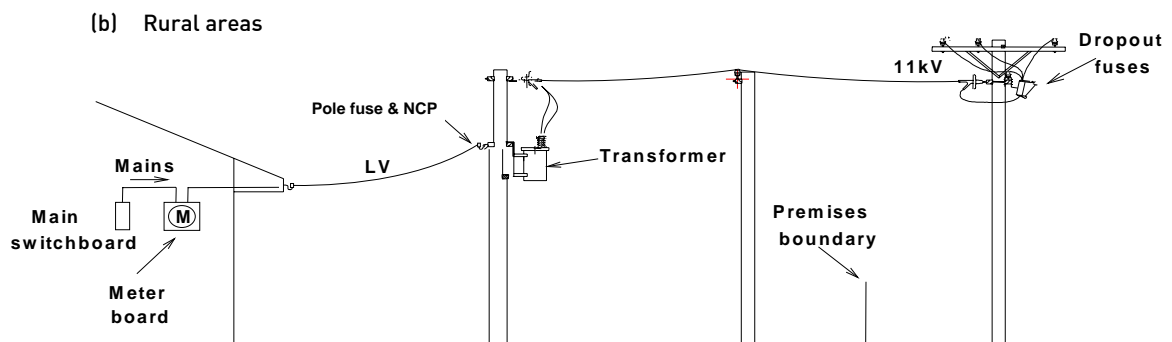 (b) Rural areas
Dropout
fuses
11kV
Pole fuse & NCP
Transformer
LV
Mains
M
Main
switchboard
Premises
boundary
Meter
board